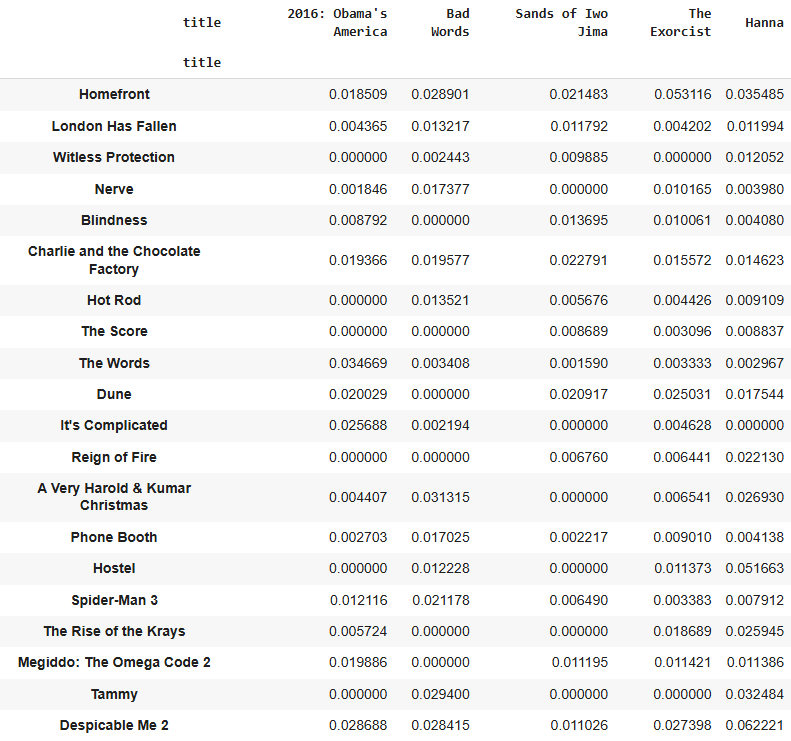 title 2016: Obama's America Bad Words Sands of Iwo Jima The Exorcist Hanna
title
Homefront 0.018509 0.028901 0.021483 0.053116 0.035485
London Has Fallen 0.004365 0.013217 0.011792 0.004202 0.011994
Witless Protection 0.000000 0.002443 0.009885 0.000000 0.012052
Nerve 0.001846 0.017377 0.000000 0.010165 0.003980
Blindness 0.008792 0.000000 0.013695 0.010061 0.004080
Charlie and the Chocolate Factory 0.019366 0.019577 0.022791 0.015572 0.014623
Hot Rod 0.000000 0.013521 0.005676 0.004426 0.009109
The Score 0.000000 0.000000 0.008689 0.003096 0.008837
The Words 0.034669 0.003408 0.001590 0.003333 0.002967
Dune 0.020029 0.000000 0.020917 0.025031 0.017544
It's Complicated 0.025688 0.002194 0.000000 0.004628 0.000000
Reign of Fire 0.000000 0.000000 0.006760 0.006441 0.022130
A Very Harold & Kumar Christmas 0.004407 0.031315 0.000000 0.006541 0.026930
Phone Booth 0.002703 0.017025 0.002217 0.009010 0.004138
Hostel 0.000000 0.012228 0.000000 0.011373 0.051663
Spider-Man 3 0.012116 0.021178 0.006490 0.003383 0.007912
The Rise of the Krays 0.005724 0.000000 0.000000 0.018689 0.025945
Megiddo: The Omega Code 2 0.019886 0.000000 0.011195 0.011421 0.011386
Tammy 0.000000 0.029400 0.000000 0.000000 0.032484
Despicable Me 2 0.028688 0.028415 0.011026 0.027398 0.062221